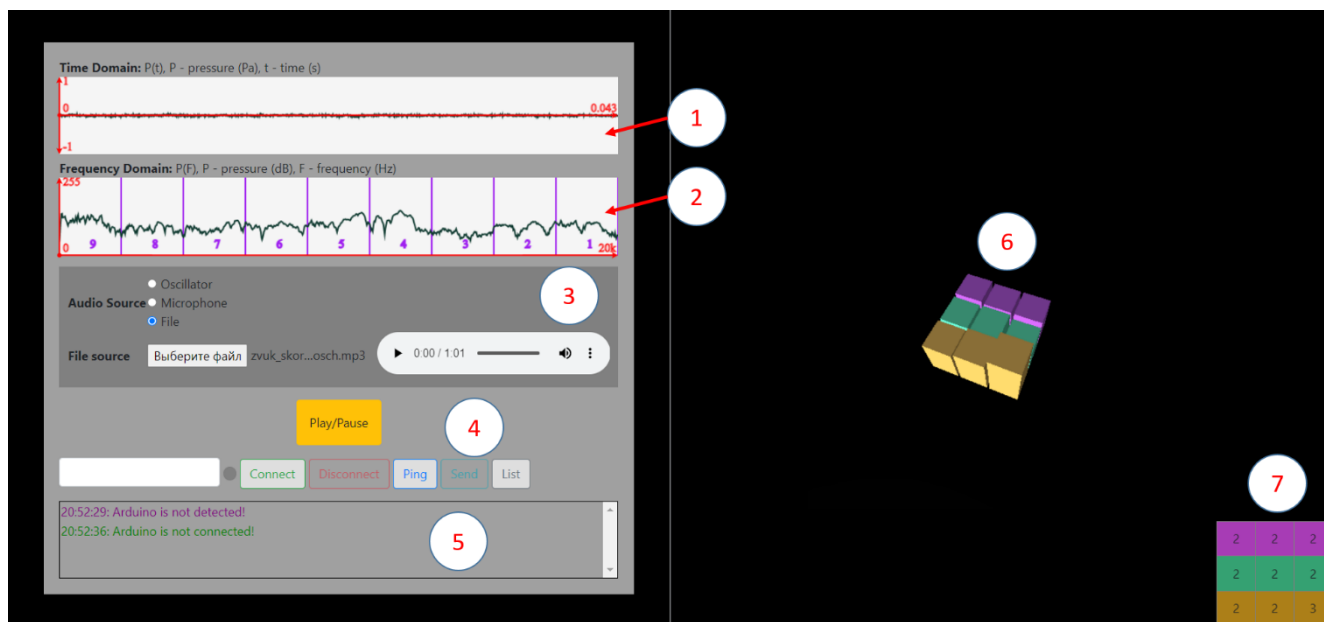 Time Domain: P(t), P - pressure (Pa), t - time (s)
1
0
0.043
-1
1
Frequency Domain: P(F), P - pressure (dB), F - frequency (Hz)
255
0
9 8 7 6 5 4 3 2 1
20k
2
Audio Source
Oscillator
Microphone
File
3
File source Выберите файл zvuk_skor...osch.mp3 0:00 / 1:01
Play/Pause
4
Connect Disconnect Ping Send List
20:52:29: Arduino is not detected!
20:52:36: Arduino is not connected!
5
6
7
2 2 2
2 2 2
2 2 3